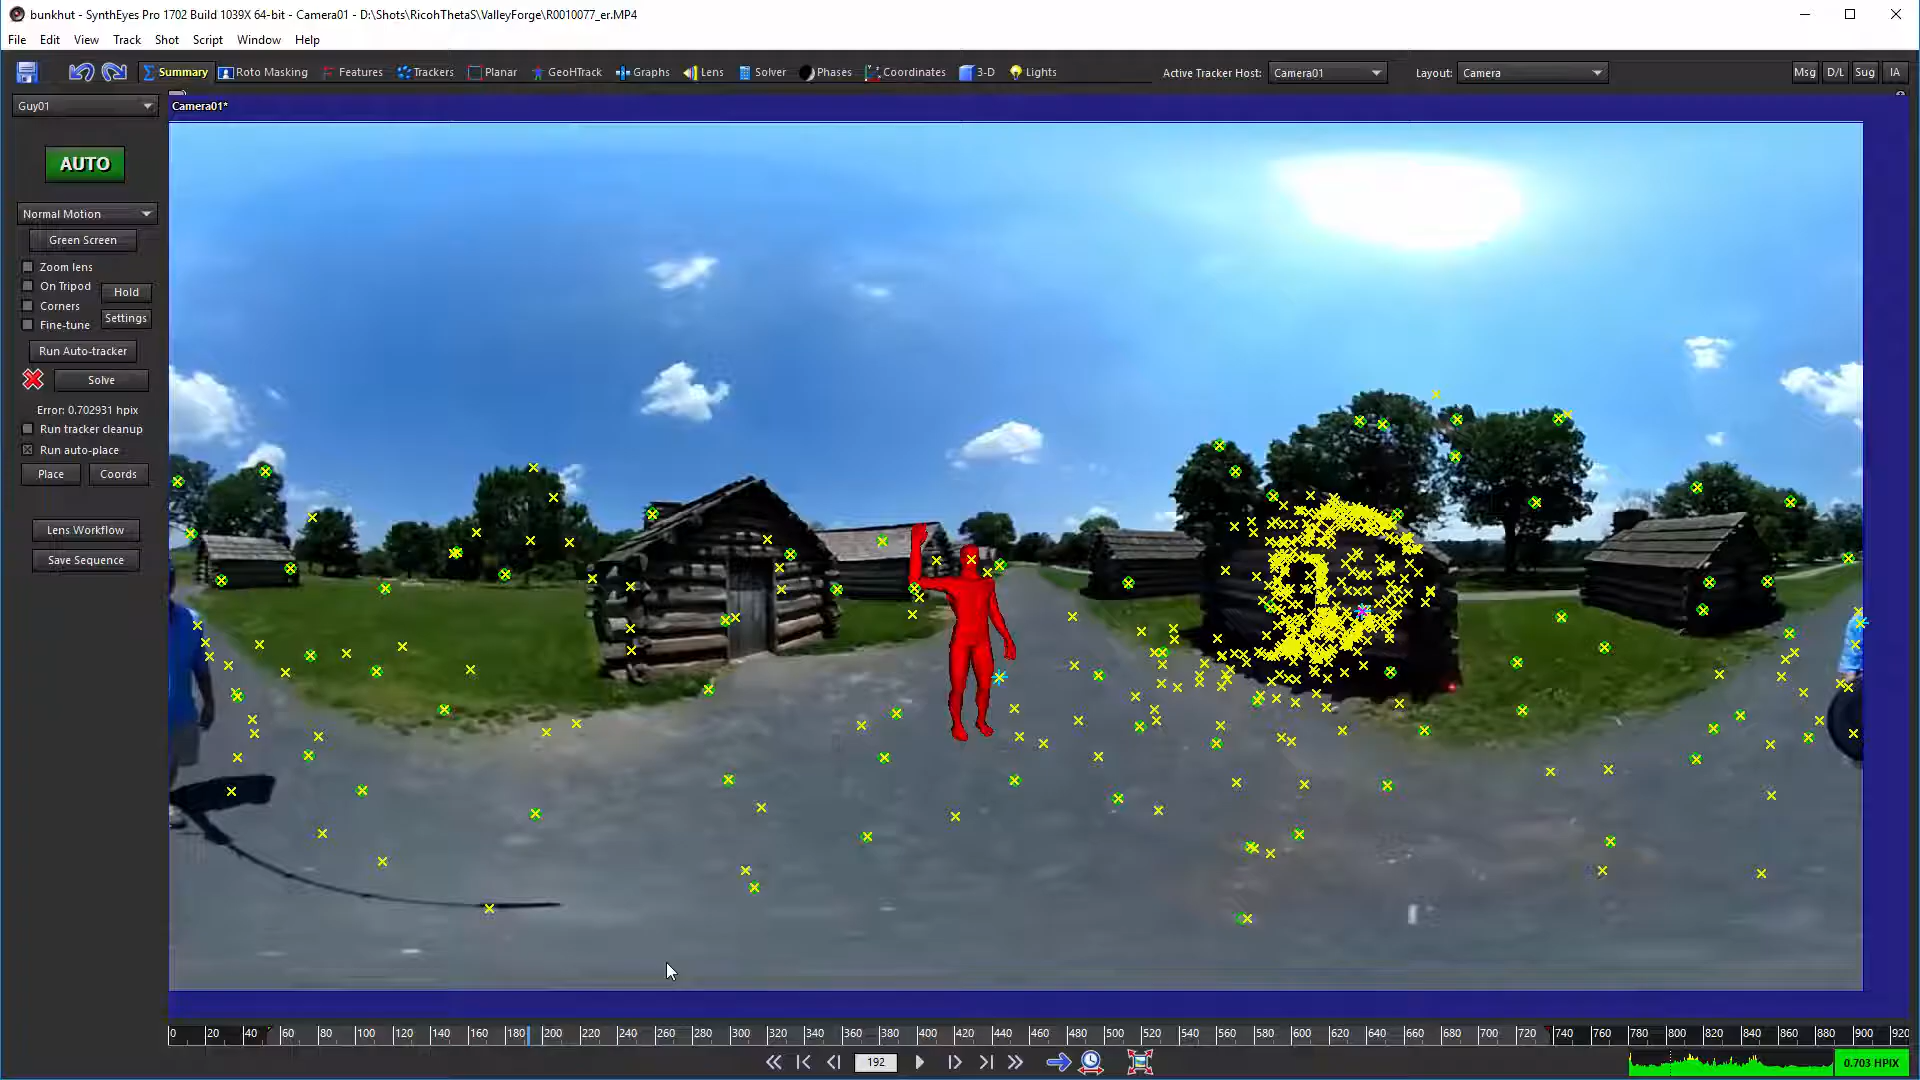 bunkhut - SynthEyes Pro 1702 Build 1039X 64-bit - Camera01 - D:\Shots\RicohThetaS\ValleyForge\R0010077_er.MP4
File Edit View Track Shot Script Window Help
Summary Roto Masking Features Trackers Planar GeoHTrack Graphs Lens Solver Phases Coordinates 3-D Lights Active Tracker Host: Camera01 Layout: Camera Msg D/L Sug IA
Guy01 Camera01*
AUTO
Normal Motion
Green Screen
Zoom lens
On Tripod Hold
Corners
Fine-tune Settings
Run Auto-tracker
Solve
Error: 0.702931 hpix
Run tracker cleanup
Run auto-place
Place Coords
Lens Workflow
Save Sequence
0 20 40 60 80 100 120 140 160 180 200 220 240 260 280 300 320 340 360 380 400 420 440 460 480 500 520 540 560 580 600 620 640 660 680 700 720 740 760 780 800 820 840 860 880 900 920
192 0.703 HPIX